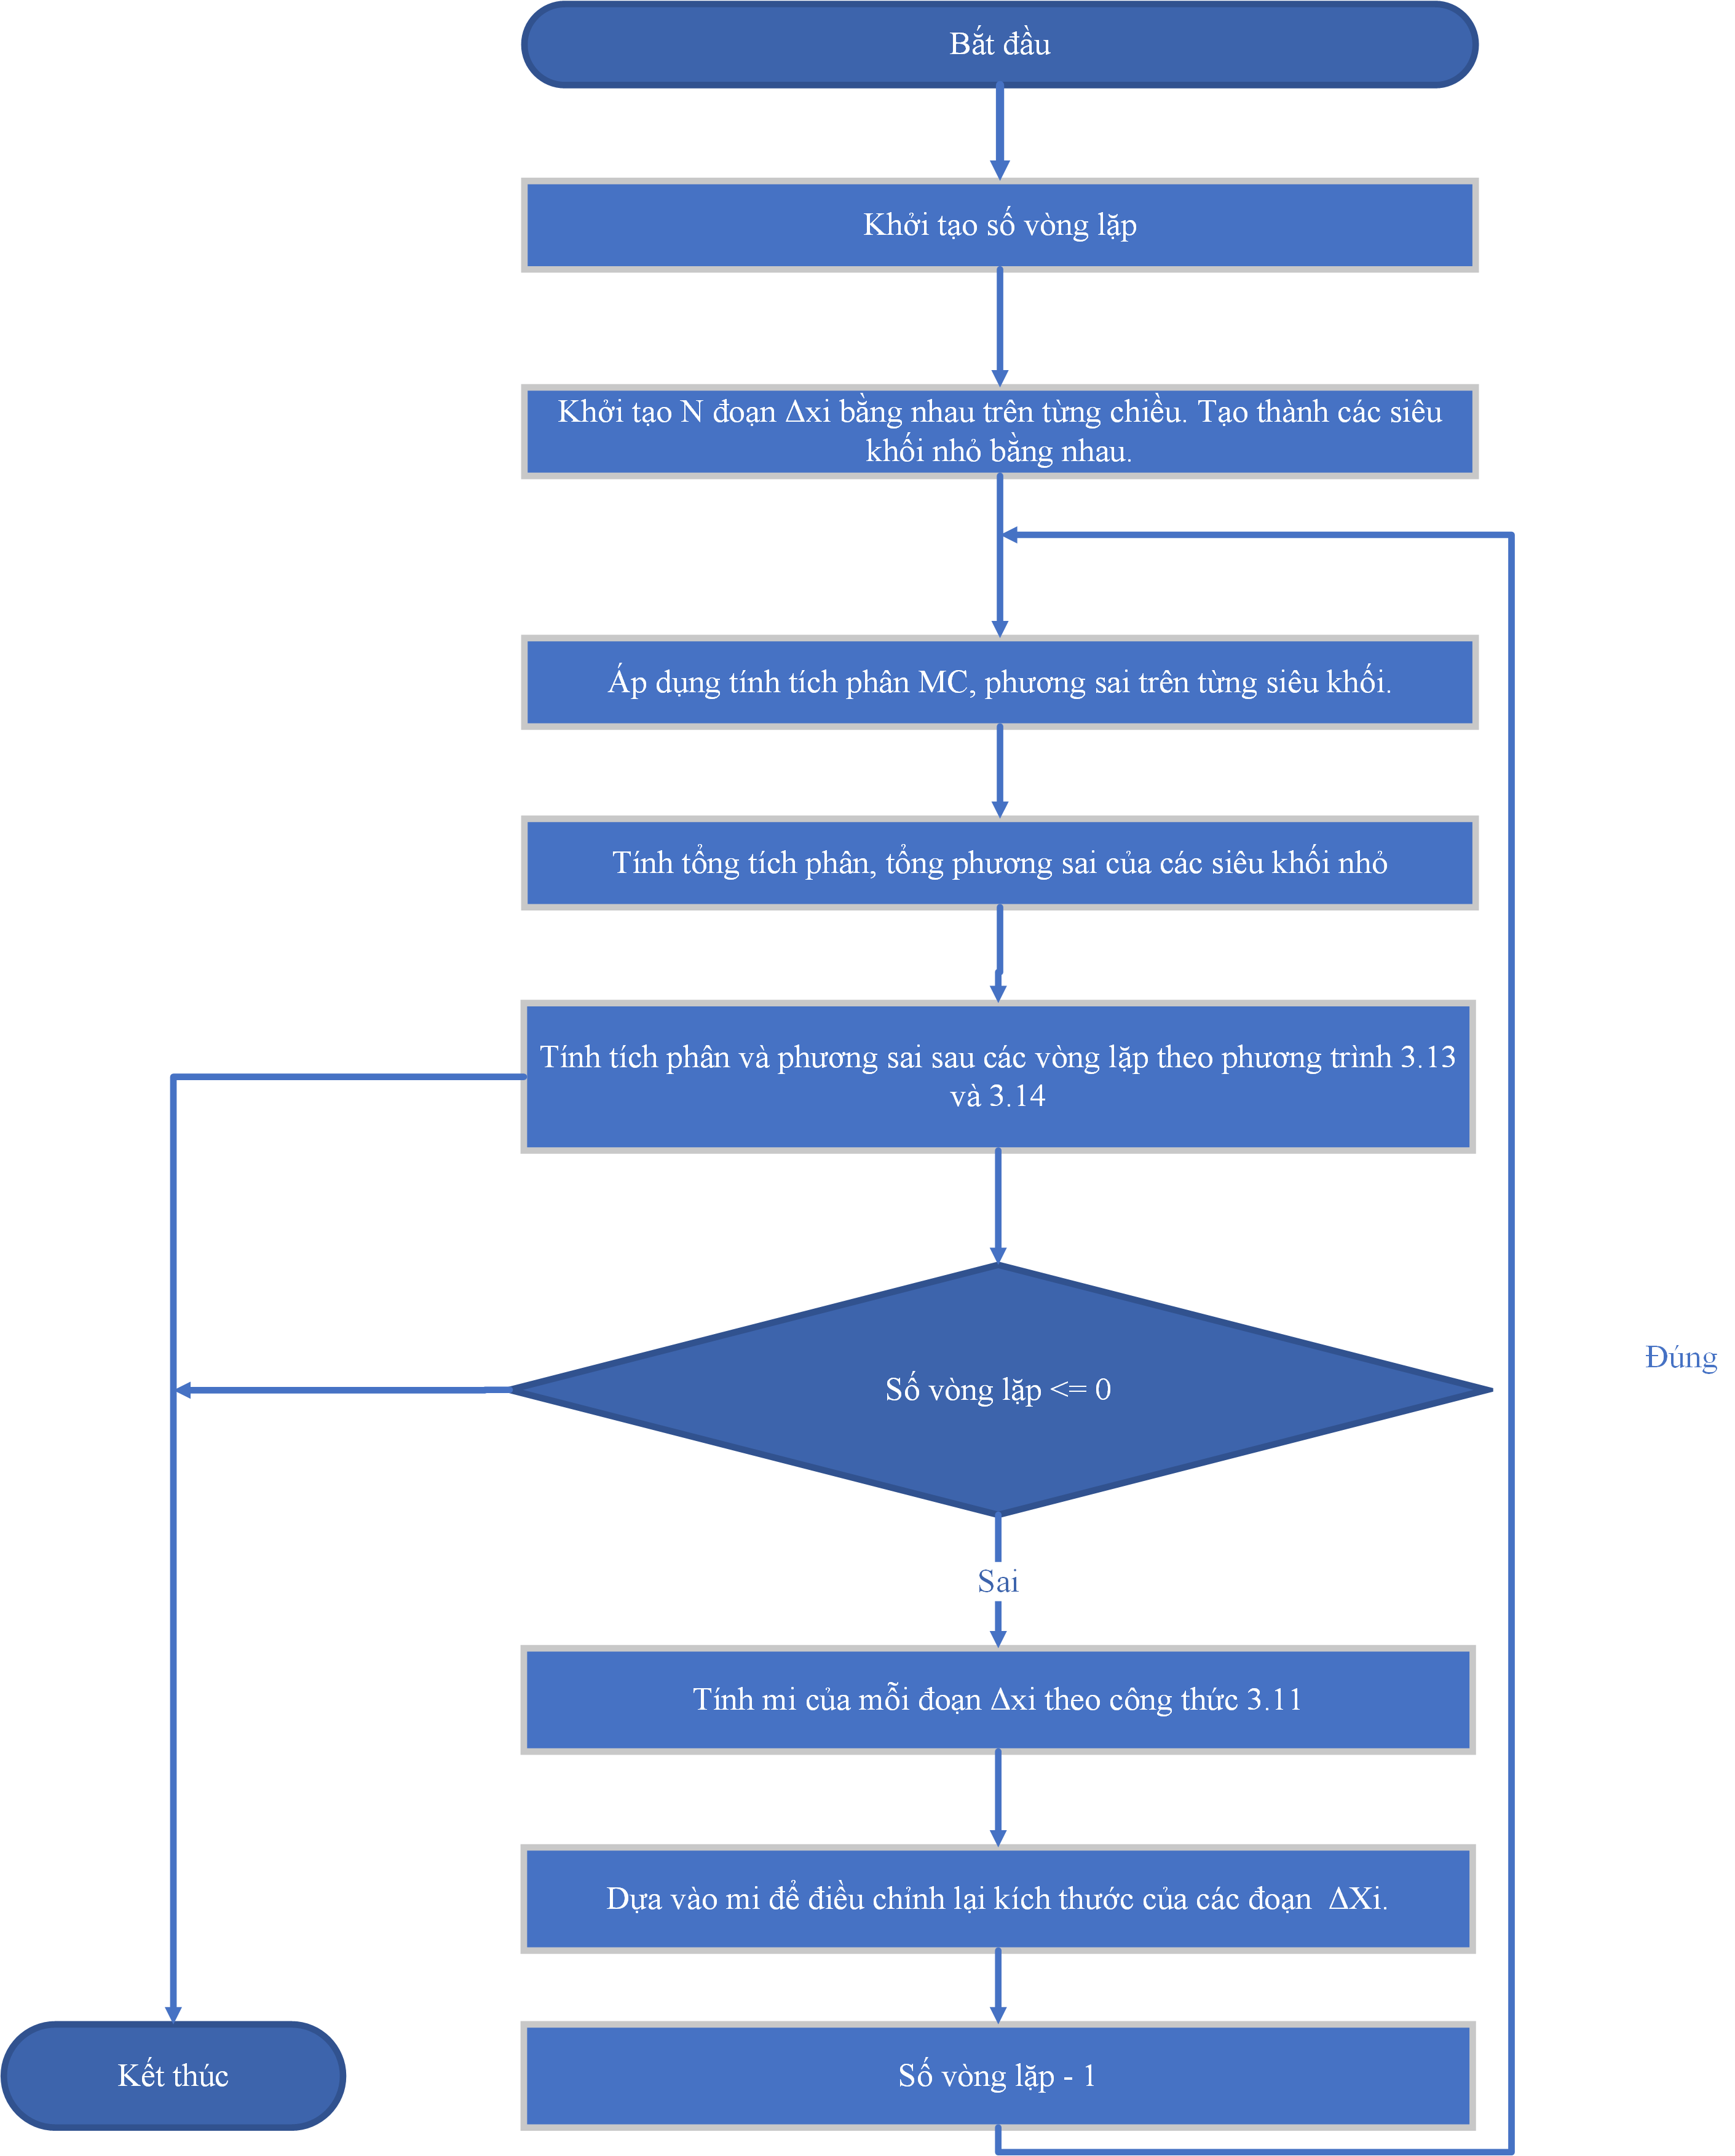 Bắt đầu
Khởi tạo số vòng lặp
Khởi tạo N đoạn Δxi bằng nhau trên từng chiều. Tạo thành các siêu
khối nhỏ bằng nhau.
Áp dụng tính tích phân MC, phương sai trên từng siêu khối.
Tính tổng tích phân, tổng phương sai của các siêu khối nhỏ
Tính tích phân và phương sai sau các vòng lặp theo phương trình 3.13
và 3.14
Đúng
Số vòng lặp <= 0
Sai
Tính mi của mỗi đoạn Δxi theo công thức 3.11
Dựa vào mi để điều chỉnh lại kích thước của các đoạn  ΔXi.
Kết thúc
Số vòng lặp - 1